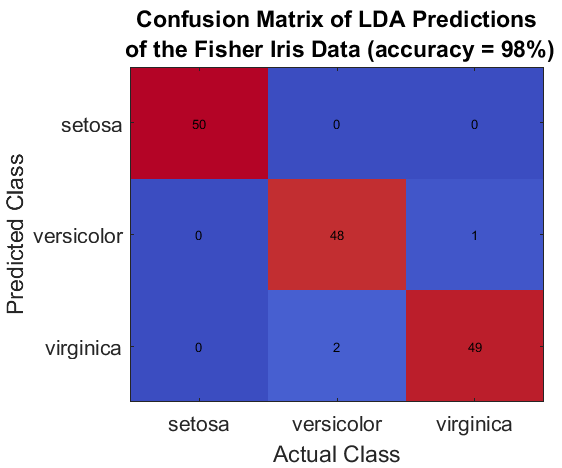 Confusion Matrix of LDA Predictions
of the Fisher Iris Data (accuracy = 98%)
Predicted Class
setosa 50 0 0
versicolor 0 48 1
virginica 0 2 49
setosa versicolor virginica
Actual Class